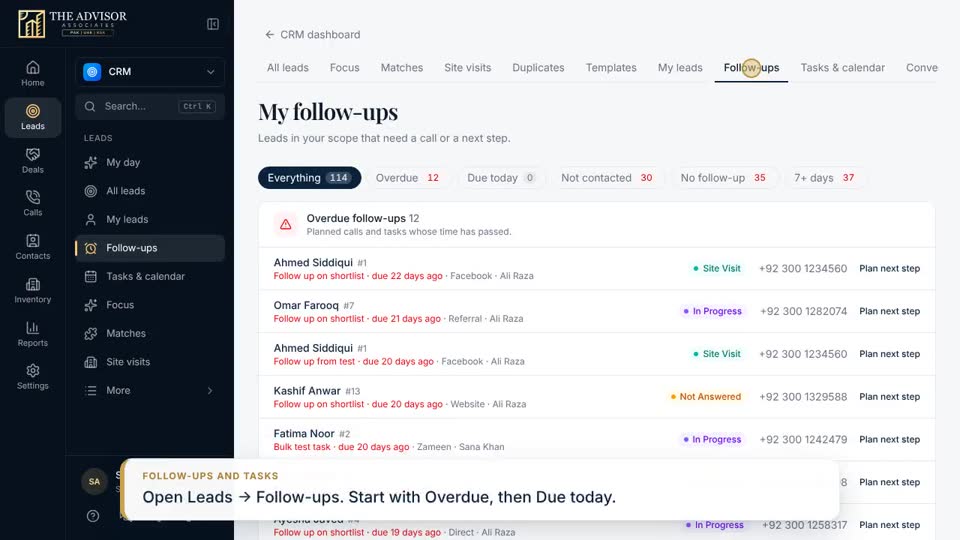 THE ADVISOR
ASSOCIATES
Home
Leads
Deals
Calls
Contacts
Inventory
Reports
Settings
CRM
Search... Ctrl K
LEADS
My day
All leads
My leads
Follow-ups
Tasks & calendar
Focus
Matches
Site visits
More
SA
CRM dashboard
All leads Focus Matches Site visits Duplicates Templates My leads Follow-ups Tasks & calendar Conve
My follow-ups
Leads in your scope that need a call or a next step.
Everything 114 Overdue 12 Due today 0 Not contacted 30 No follow-up 35 7+ days 37
Overdue follow-ups 12
Planned calls and tasks whose time has passed.
Ahmed Siddiqui #1
Follow up on shortlist · due 22 days ago · Facebook · Ali Raza
Site Visit +92 300 1234560 Plan next step
Omar Farooq #7
Follow up on shortlist · due 21 days ago · Referral · Ali Raza
In Progress +92 300 1282074 Plan next step
Ahmed Siddiqui #1
Follow up from test · due 20 days ago · Facebook · Ali Raza
Site Visit +92 300 1234560 Plan next step
Kashif Anwar #13
Follow up on shortlist · due 20 days ago · Website · Ali Raza
Not Answered +92 300 1329588 Plan next step
Fatima Noor #2
Bulk test task · due 20 days ago · Zameen · Sana Khan
In Progress +92 300 1242479 Plan next step
8 Plan next step
FOLLOW-UPS AND TASKS
Open Leads → Follow-ups. Start with Overdue, then Due today.
Follow up on shortlist · due 19 days ago · Direct · Ali Raza
In Progress +92 300 1258317 Plan next step